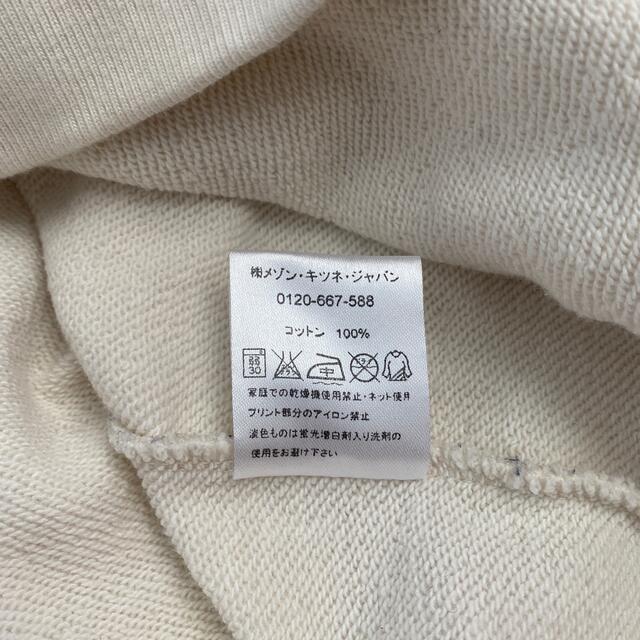 ㈱メゾン・キツネ・ジャパン
0120-667-588
コットン 100%
弱
30
中
家庭での乾燥機使用禁止・ネット使用
プリント部分のアイロン禁止
淡色ものは蛍光増白剤入り洗剤の
使用をお避け下さい